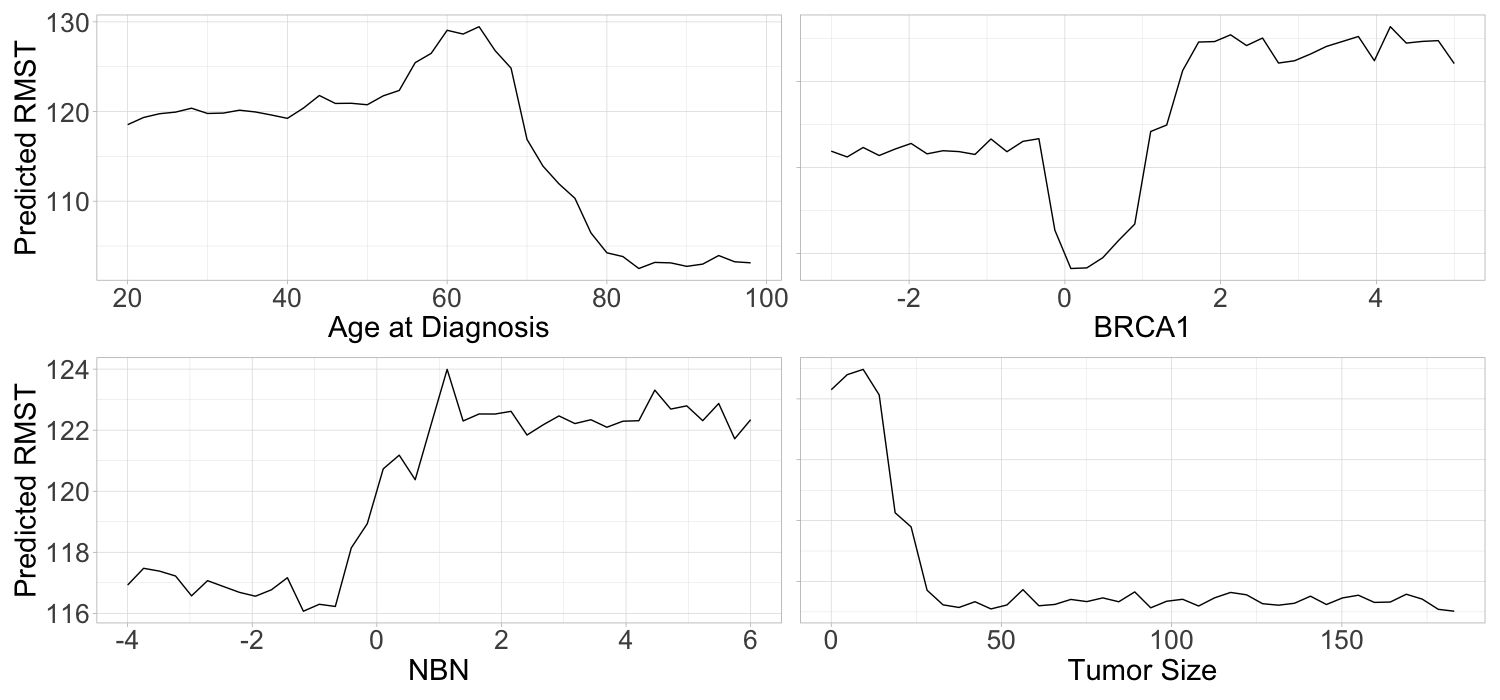 Predicted RMST
130
120
110
20 40 60 80 100
Age at Diagnosis
-2 0 2 4
BRCA1
Predicted RMST
124
122
120
118
116
-4 -2 0 2 4 6
NBN
0 50 100 150
Tumor Size